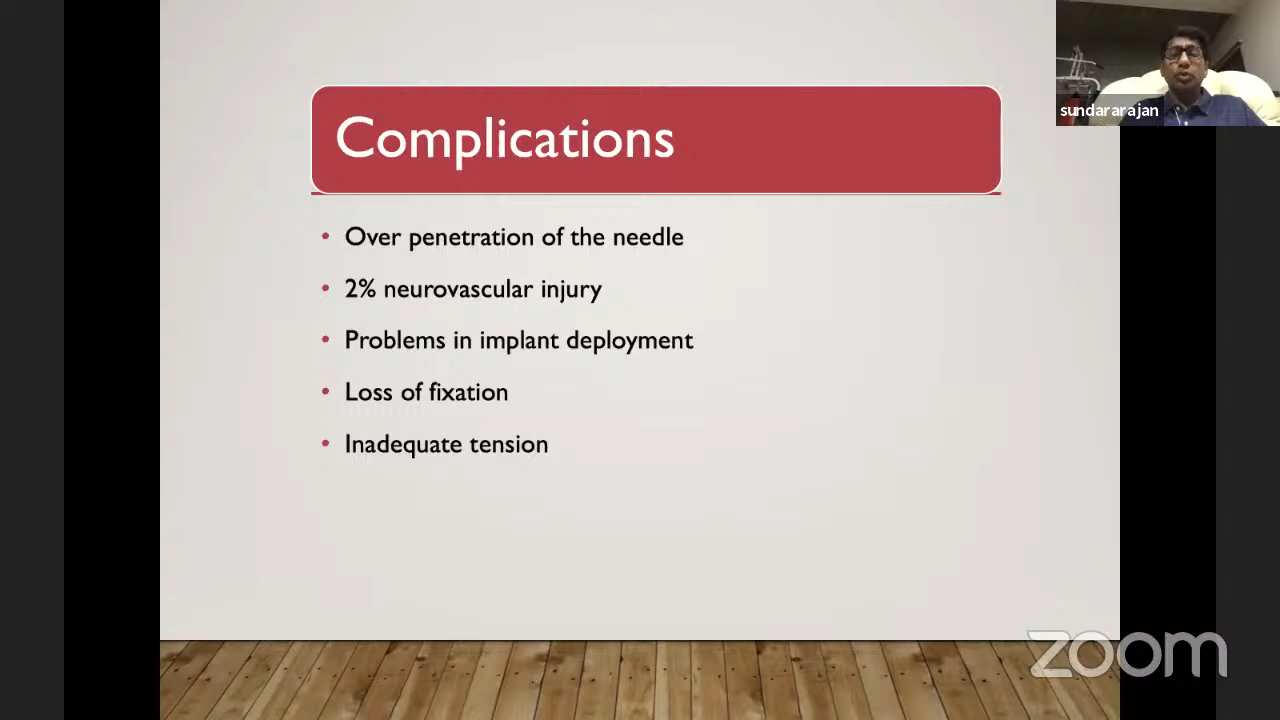 Complications
sundararajan
• Over penetration of the needle
• 2% neurovascular injury
• Problems in implant deployment
• Loss of fixation
• Inadequate tension
zoom